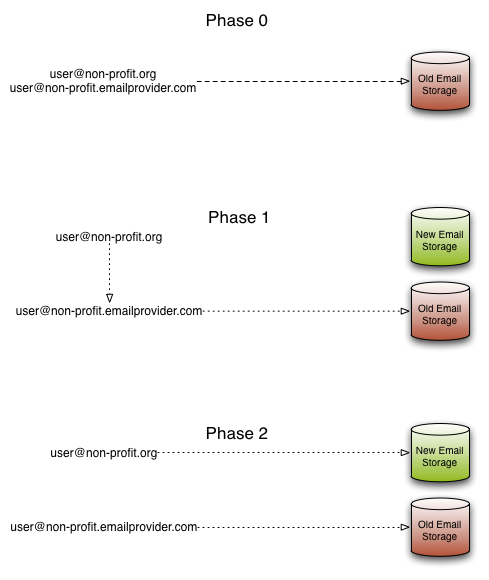 Phase 0
user@non-profit.org
user@non-profit.emailprovider.com
Old Email
Storage
Phase 1
user@non-profit.org
New Email
Storage
user@non-profit.emailprovider.com
Old Email
Storage
Phase 2
user@non-profit.org
New Email
Storage
user@non-profit.emailprovider.com
Old Email
Storage